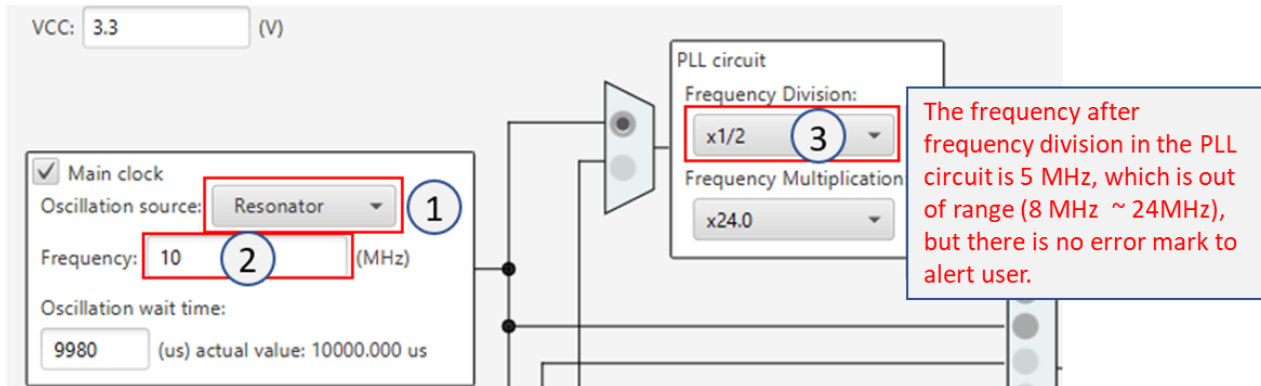 VCC: 3.3 (V)
PLL circuit
Frequency Division:
x1/2 3
Frequency Multiplication:
x24.0
The frequency after
frequency division in the PLL
circuit is 5 MHz, which is out
of range (8 MHz ~ 24MHz),
but there is no error mark to
alert user.
Main clock
Oscillation source: Resonator 1
Frequency: 10 2 (MHz)
Oscillation wait time:
9980 (us) actual value: 10000.000 us